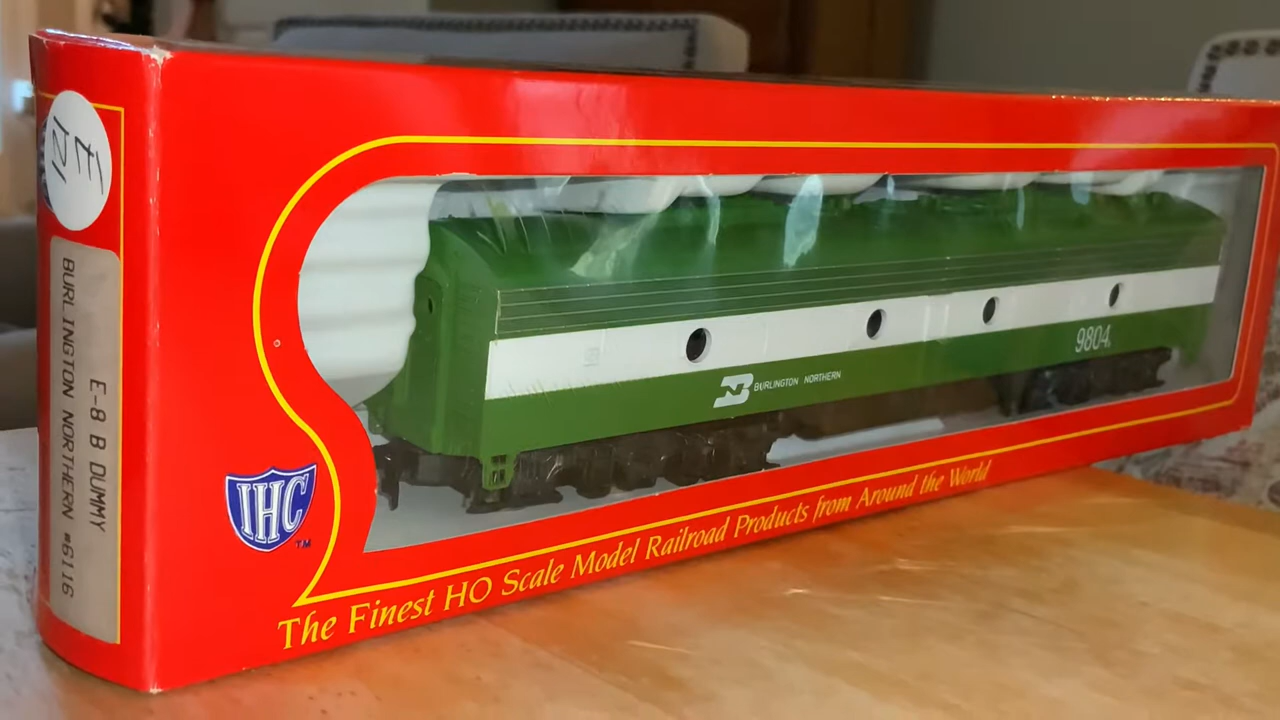 E-8 B DUMMY
BURLINGTON NORTHERN #6116
IHC
TM
BURLINGTON NORTHERN
9804
The Finest HO Scale Model Railroad Products from Around the World